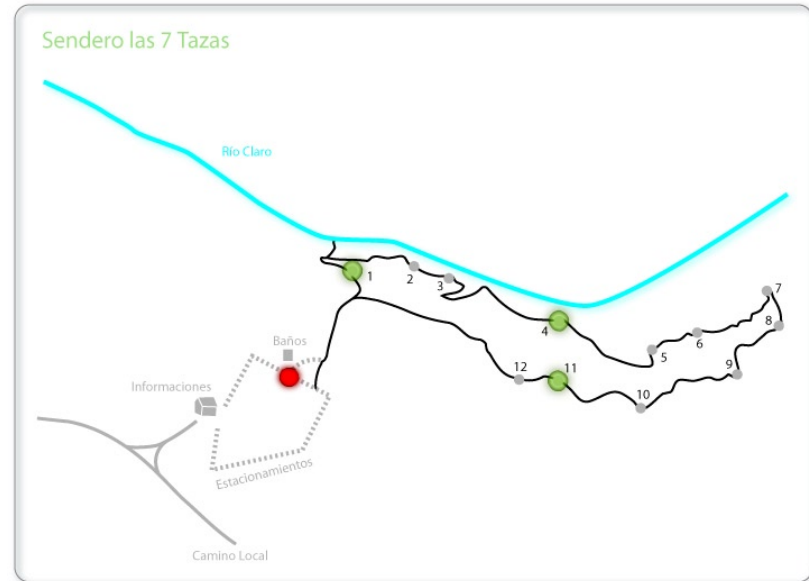 Sendero las 7 Tazas
Río Claro
1
2
3
4
5
6
7
8
9
10
11
12
Baños
Informaciones
Estacionamientos
Camino Local